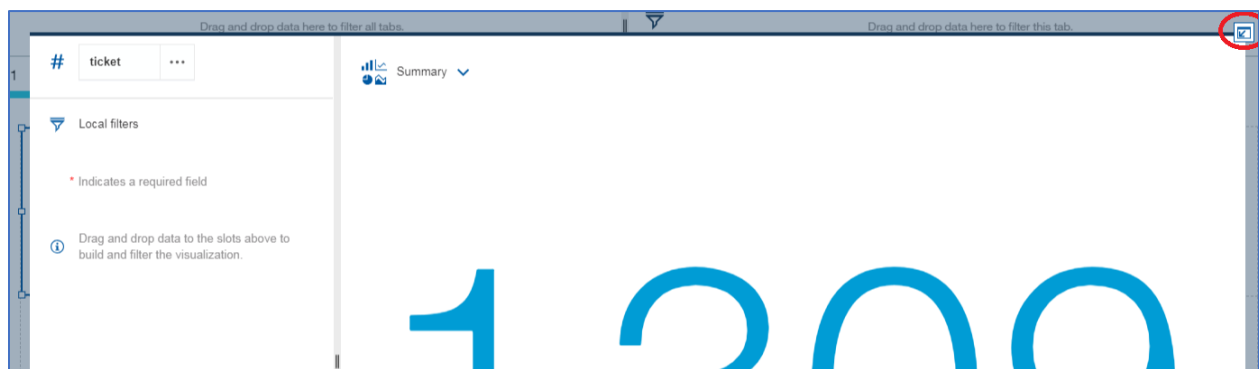 Drag and drop data here to filter all tabs.
Drag and drop data here to filter this tab.
1
# ticket ...
Summary
Local filters
* Indicates a required field
Drag and drop data to the slots above to
build and filter the visualization.